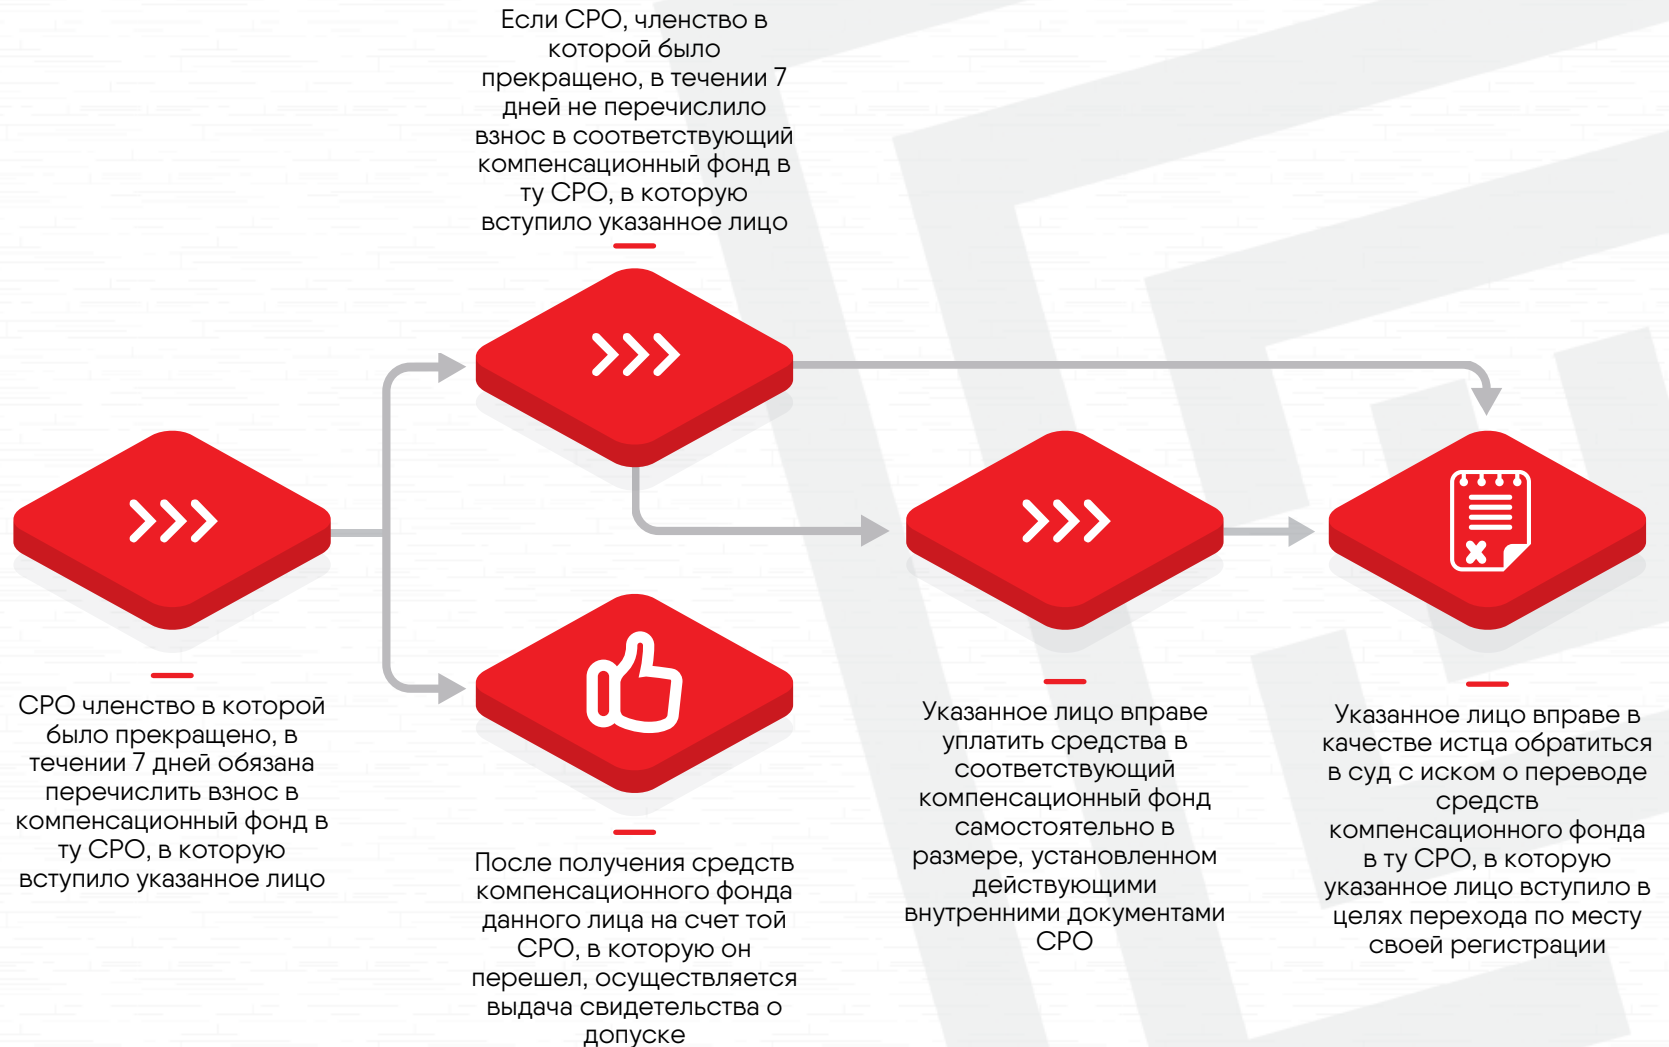 Если СРО, членство в
которой было
прекращено, в течении 7
дней не перечислило
взнос в соответствующий
компенсационный фонд в
ту СРО, в которую
вступило указанное лицо
СРО членство в которой
было прекращено, в
течении 7 дней обязана
перечислить взнос в
компенсационный фонд в
ту СРО, в которую
вступило указанное лицо
После получения средств
компенсационного фонда
данного лица на счет той
СРО, в которую он
перешел, осуществляется
выдача свидетельства о
допуске
Указанное лицо вправе
уплатить средства в
соответствующий
компенсационный фонд
самостоятельно в
размере, установленном
действующими
внутренними документами
СРО
Указанное лицо вправе в
качестве истца обратиться
в суд с иском о переводе
средств
компенсационного фонда
в ту СРО, в которую
указанное лицо вступило в
целях перехода по месту
своей регистрации